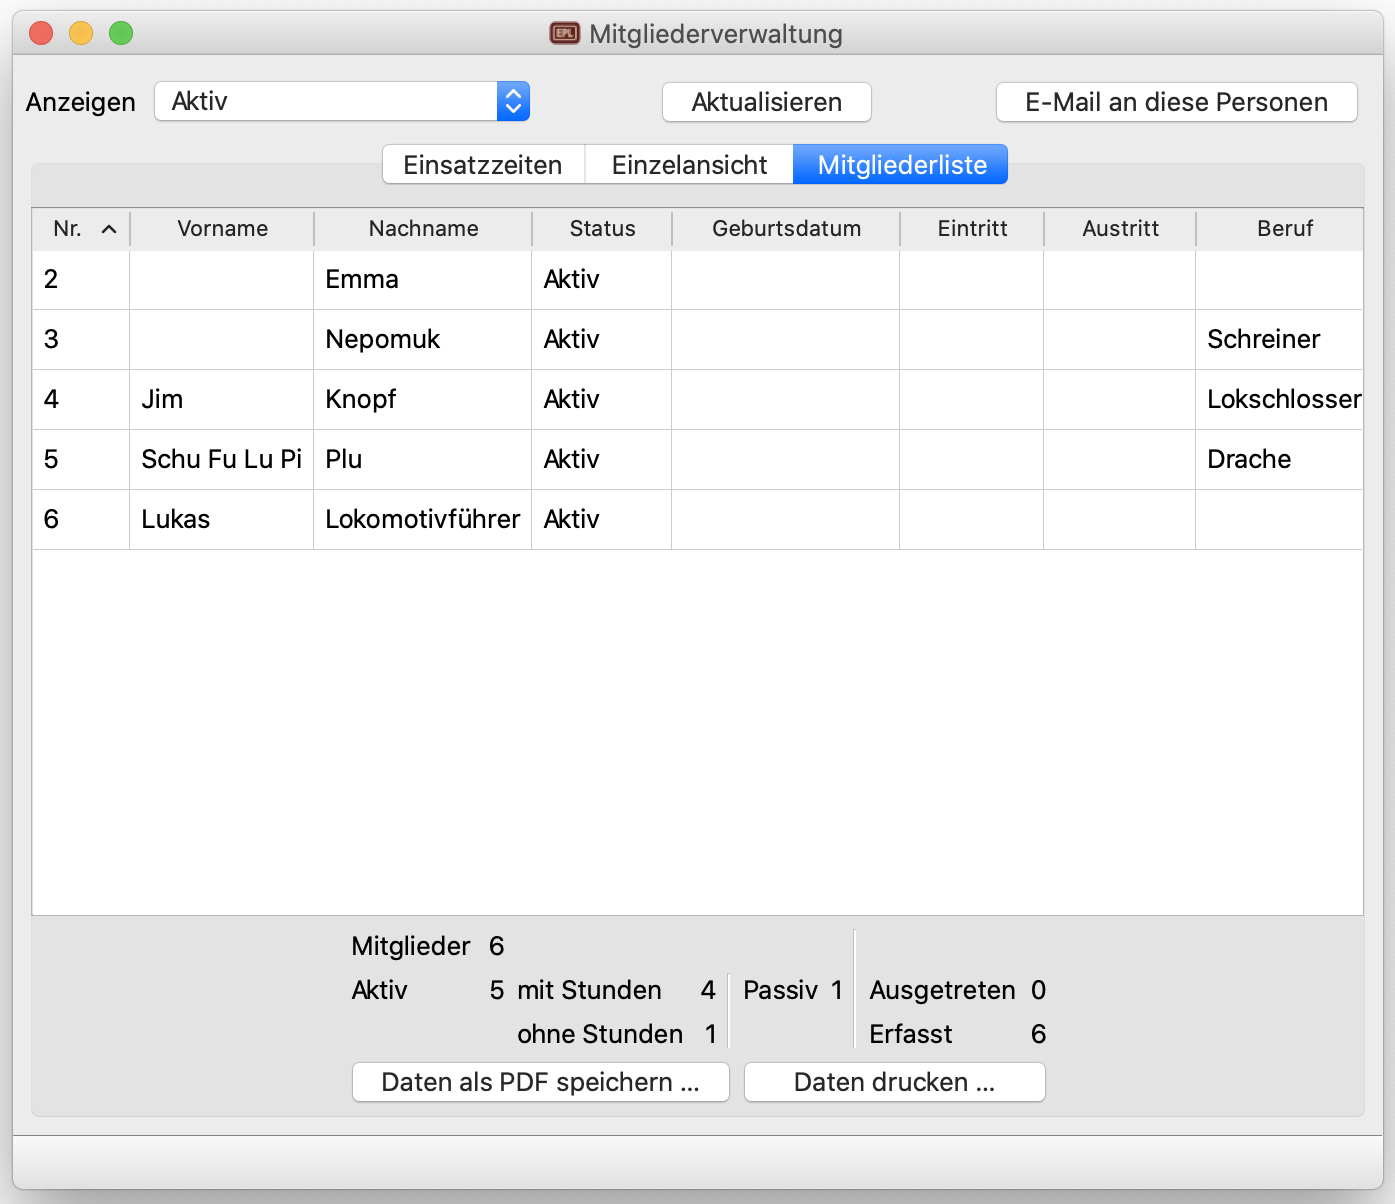 EPL Mitgliederverwaltung
Anzeigen Aktiv Aktualisieren E-Mail an diese Personen
Einsatzzeiten Einzelansicht Mitgliederliste
Nr. Vorname Nachname Status Geburtsdatum Eintritt Austritt Beruf
2 Emma Aktiv
3 Nepomuk Aktiv Schreiner
4 Jim Knopf Aktiv Lokschlosser
5 Schu Fu Lu Pi Plu Aktiv Drache
6 Lukas Lokomotivführer Aktiv
Mitglieder 6
Aktiv 5 mit Stunden 4 Passiv 1 Ausgetreten 0
ohne Stunden 1 Erfasst 6
Daten als PDF speichern ... Daten drucken ...